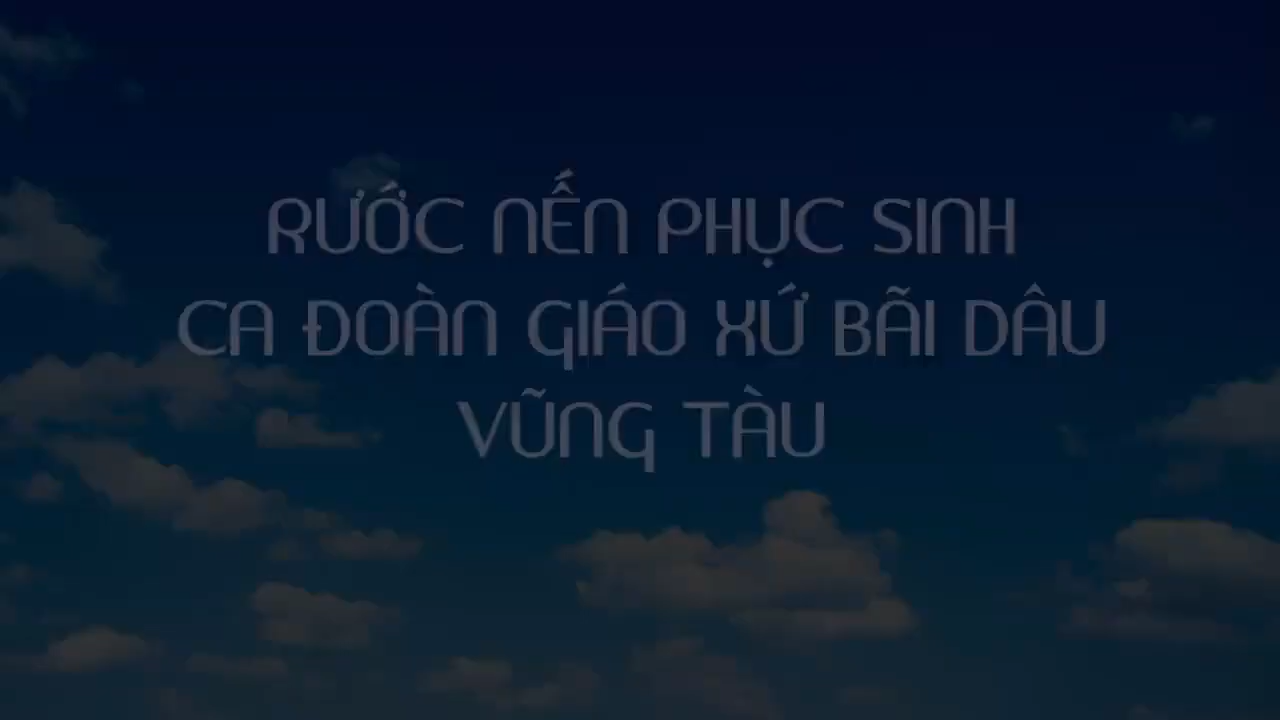 RƯỚC NẾN PHỤC SINH
CA ĐOÀN GIÁO XỨ BÃI DÂU
VŨNG TÀU